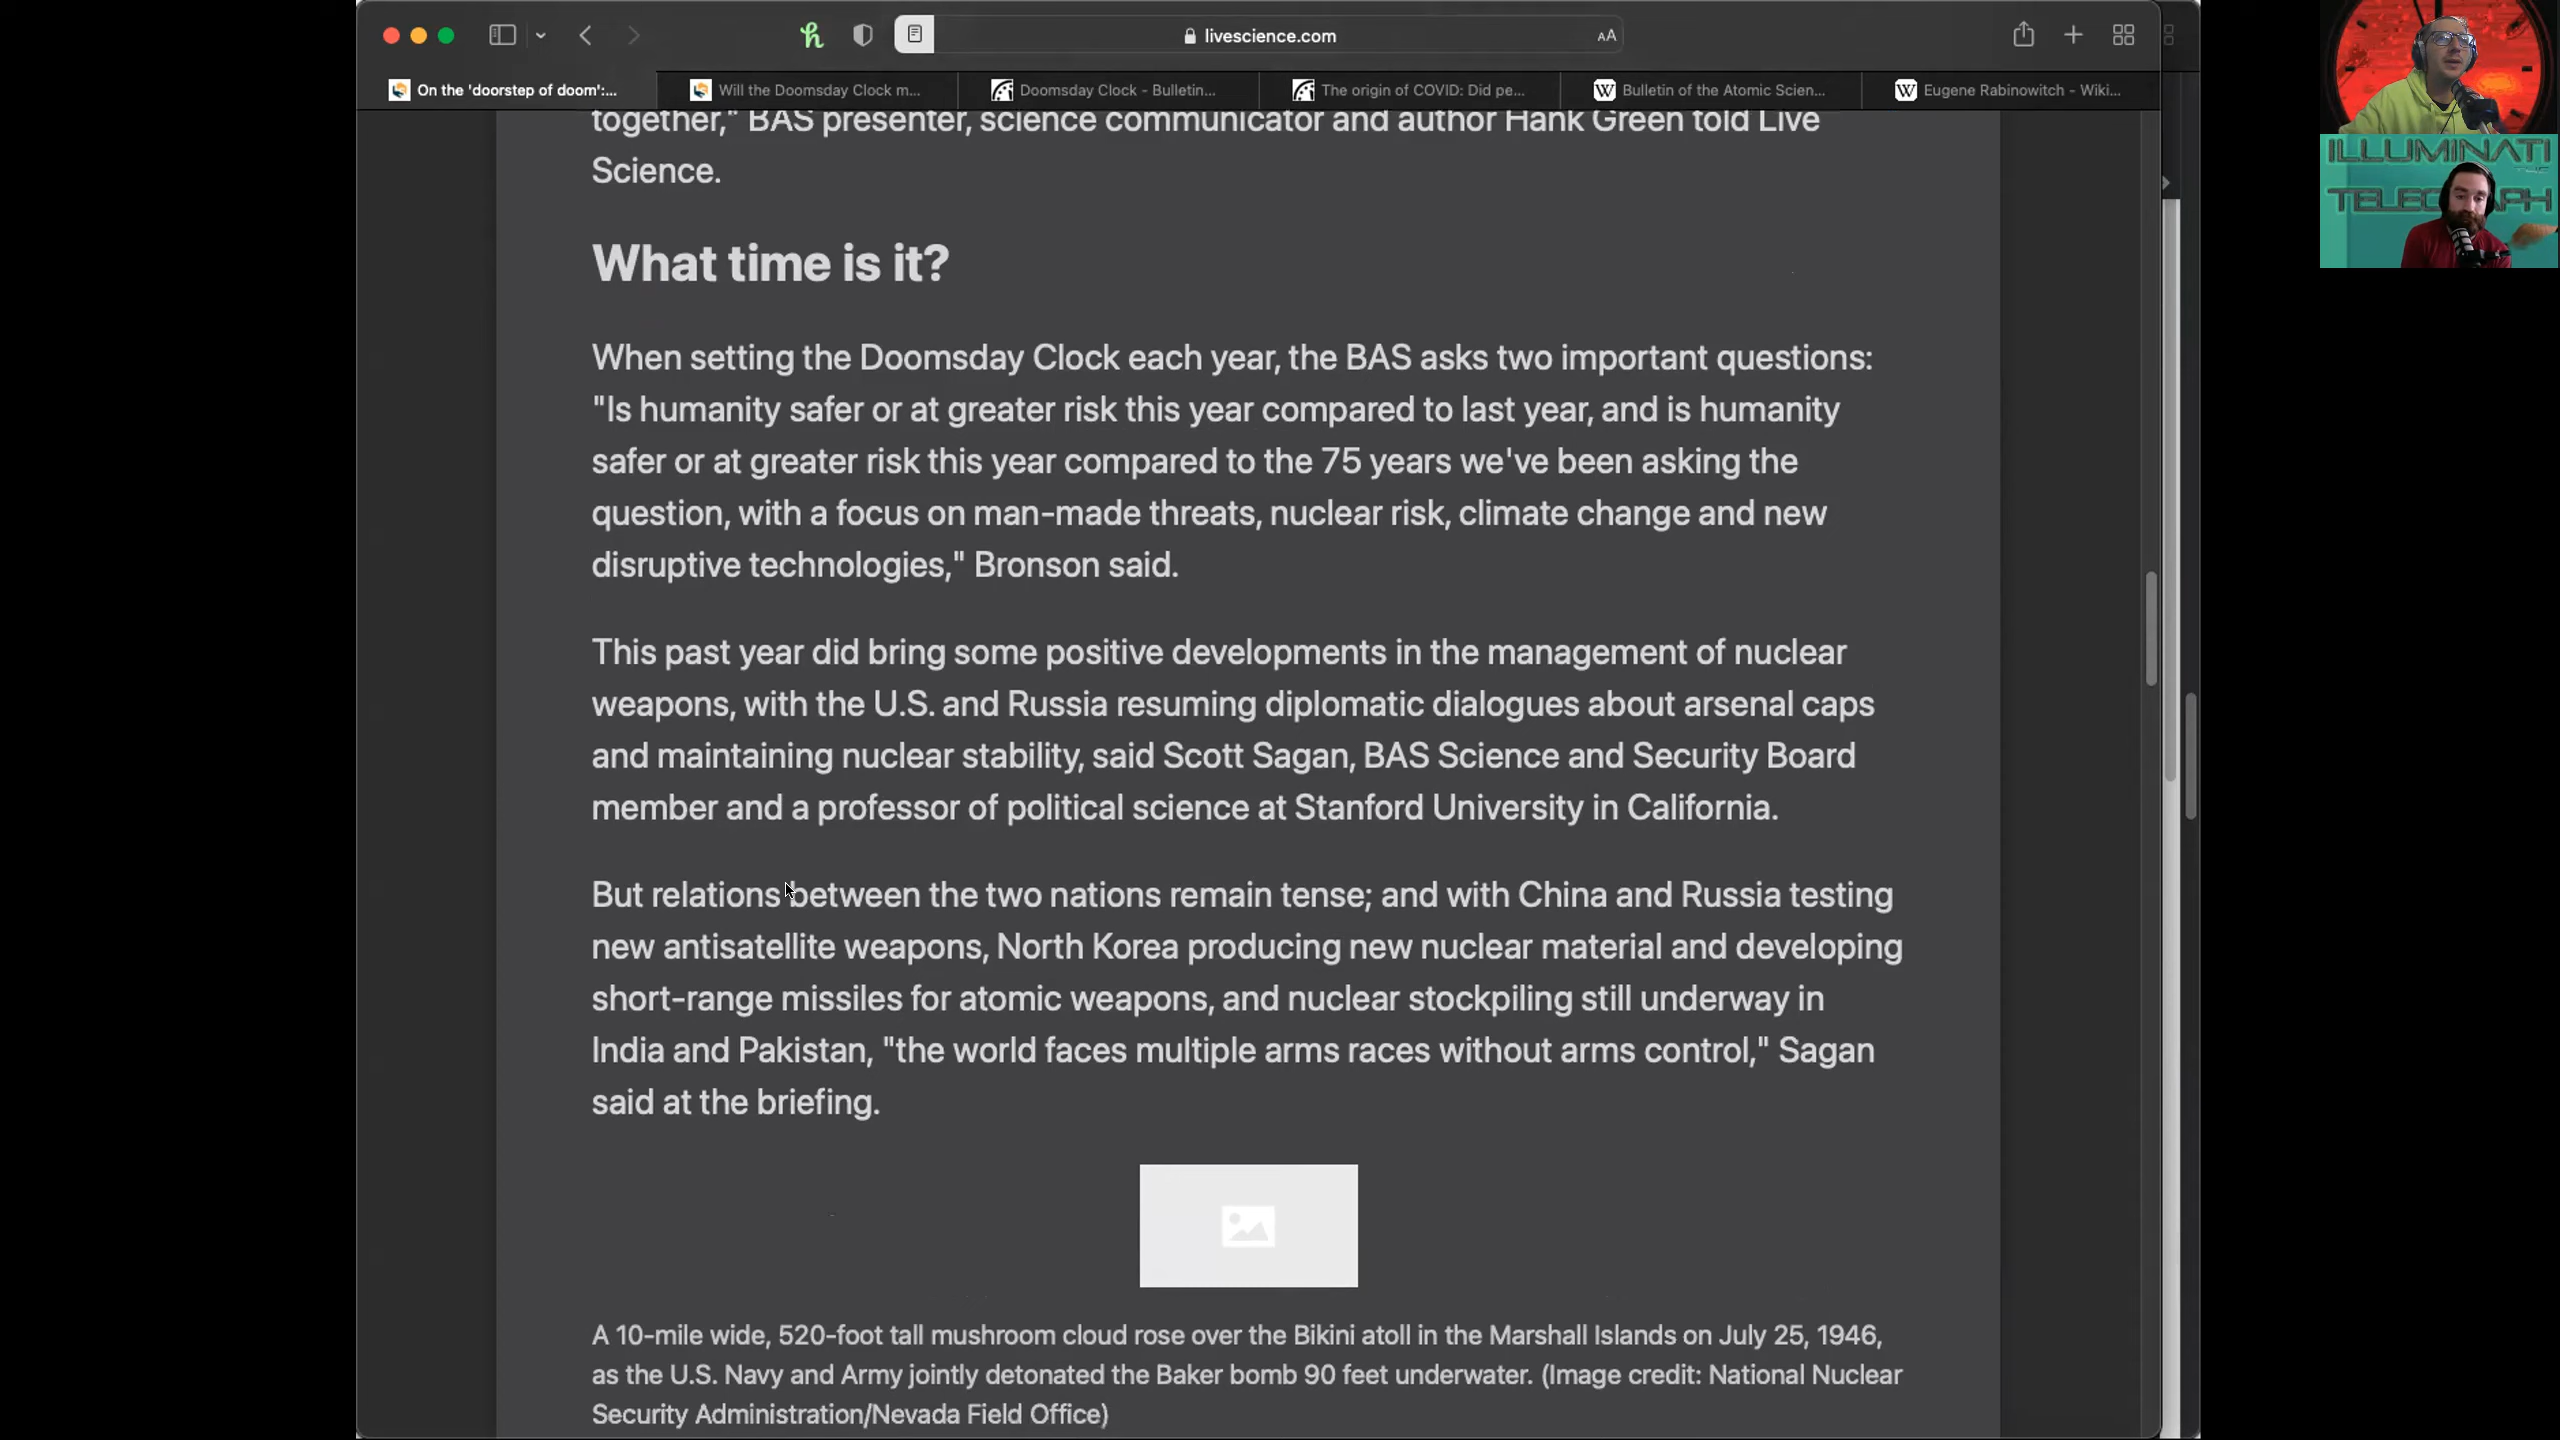 livescience.com
AA
On the 'doorstep of doom':...
Will the Doomsday Clock m...
Doomsday Clock - Bulletin...
The origin of COVID: Did pe...
Bulletin of the Atomic Scien...
Eugene Rabinowitch - Wiki...
together," BAS presenter, science communicator and author Hank Green told Live
Science.
What time is it?
When setting the Doomsday Clock each year, the BAS asks two important questions:
"Is humanity safer or at greater risk this year compared to last year, and is humanity
safer or at greater risk this year compared to the 75 years we've been asking the
question, with a focus on man-made threats, nuclear risk, climate change and new
disruptive technologies," Bronson said.
This past year did bring some positive developments in the management of nuclear
weapons, with the U.S. and Russia resuming diplomatic dialogues about arsenal caps
and maintaining nuclear stability, said Scott Sagan, BAS Science and Security Board
member and a professor of political science at Stanford University in California.
But relations between the two nations remain tense; and with China and Russia testing
new antisatellite weapons, North Korea producing new nuclear material and developing
short-range missiles for atomic weapons, and nuclear stockpiling still underway in
India and Pakistan, "the world faces multiple arms races without arms control," Sagan
said at the briefing.
A 10-mile wide, 520-foot tall mushroom cloud rose over the Bikini atoll in the Marshall Islands on July 25, 1946,
as the U.S. Navy and Army jointly detonated the Baker bomb 90 feet underwater. (Image credit: National Nuclear
Security Administration/Nevada Field Office)
ILLUMINATI